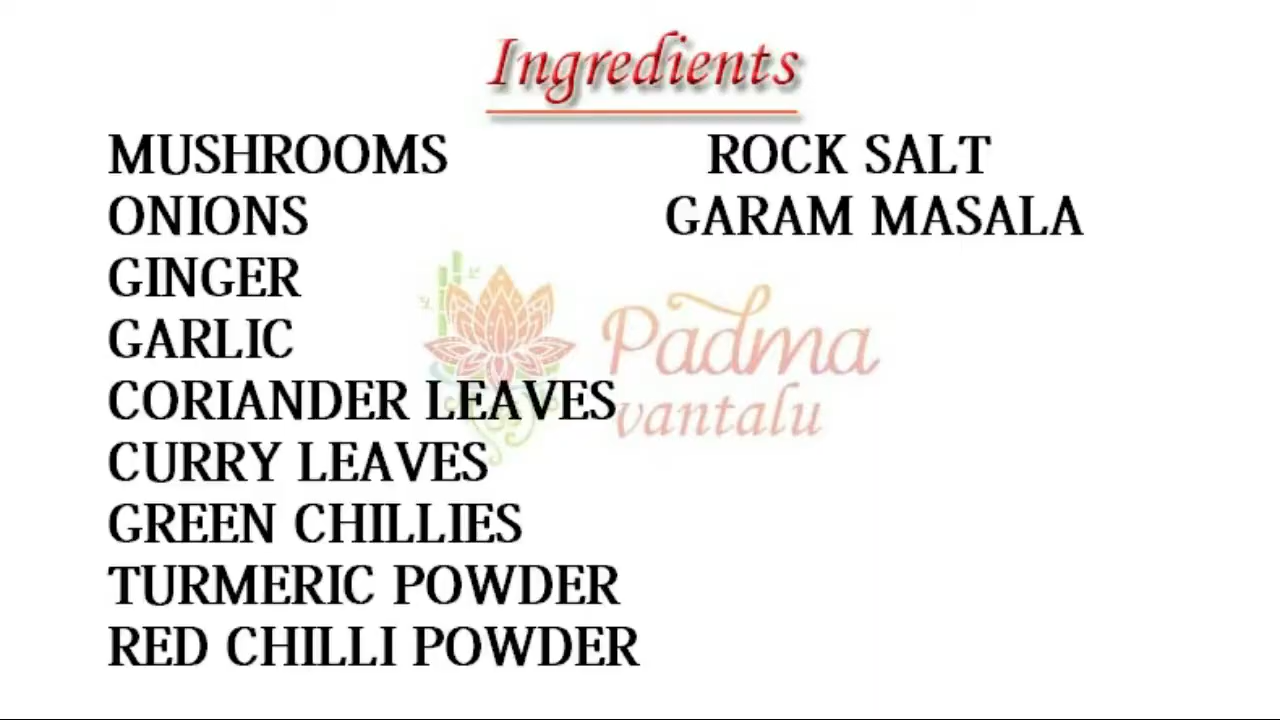 Ingredients
MUSHROOMS
ONIONS
GINGER
GARLIC
CORIANDER LEAVES
CURRY LEAVES
GREEN CHILLIES
TURMERIC POWDER
RED CHILLI POWDER
ROCK SALT
GARAM MASALA
Padma
vantalu